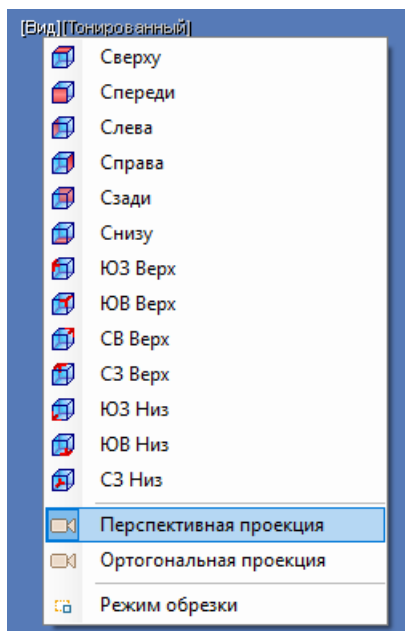 [Вид][Тонированный]
Сверху
Спереди
Слева
Справа
Сзади
Снизу
ЮЗ Верх
ЮВ Верх
СВ Верх
СЗ Верх
ЮЗ Низ
ЮВ Низ
СЗ Низ
Перспективная проекция
Ортогональная проекция
Режим обрезки